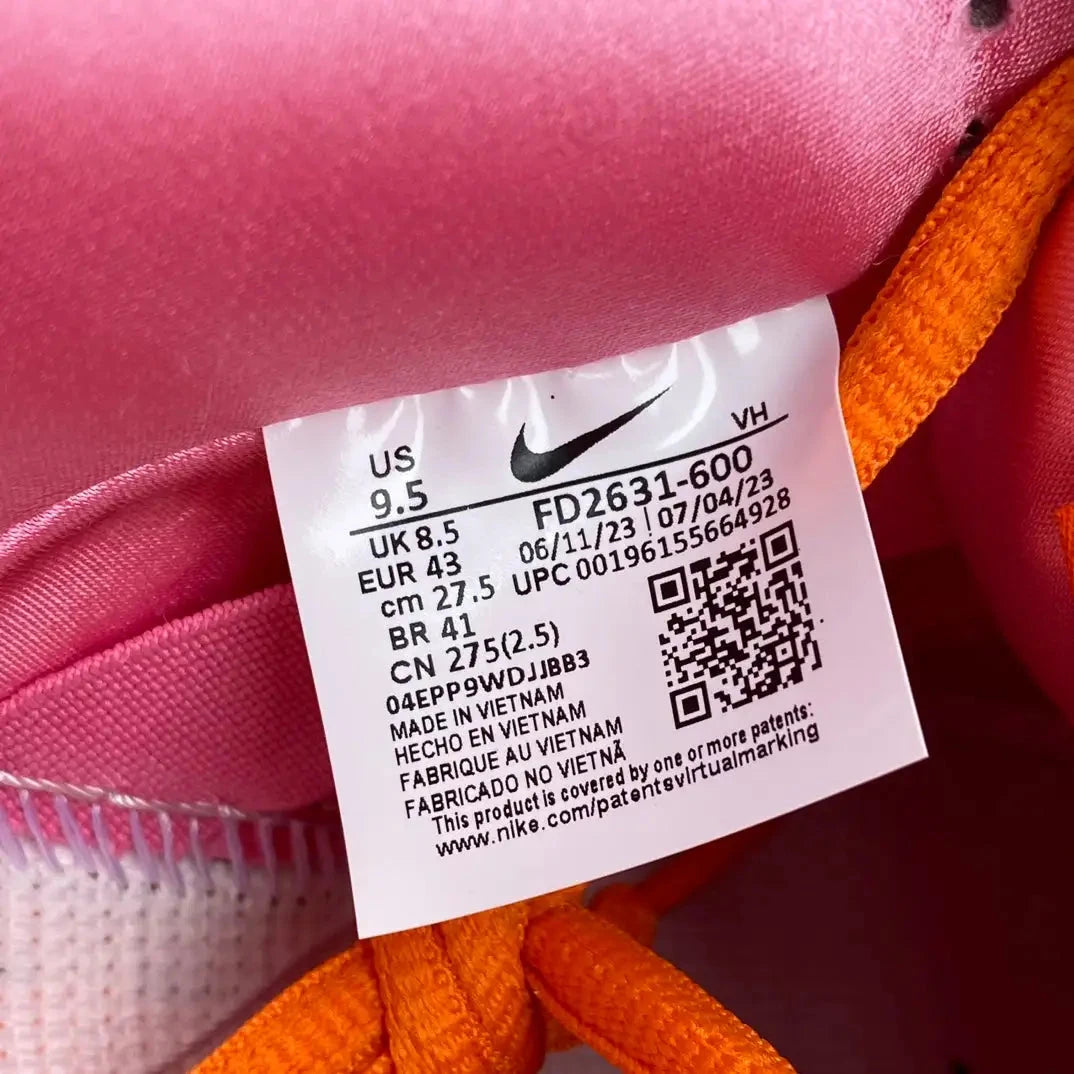 US
9.5
VH
UK 8.5
FD2631-600
EUR 43
06/11/23 | 07/04/23
cm 27.5
UPC 00196155664928
BR 41
CN 275(2.5)
04EPP9WDJJBB3
MADE IN VIETNAM
HECHO EN VIETNAM
FABRIQUE AU VIETNAM
FABRICADO NO VIETNÃ
This product is covered by one or more patents:
www.nike.com/patentsvirtualmarking